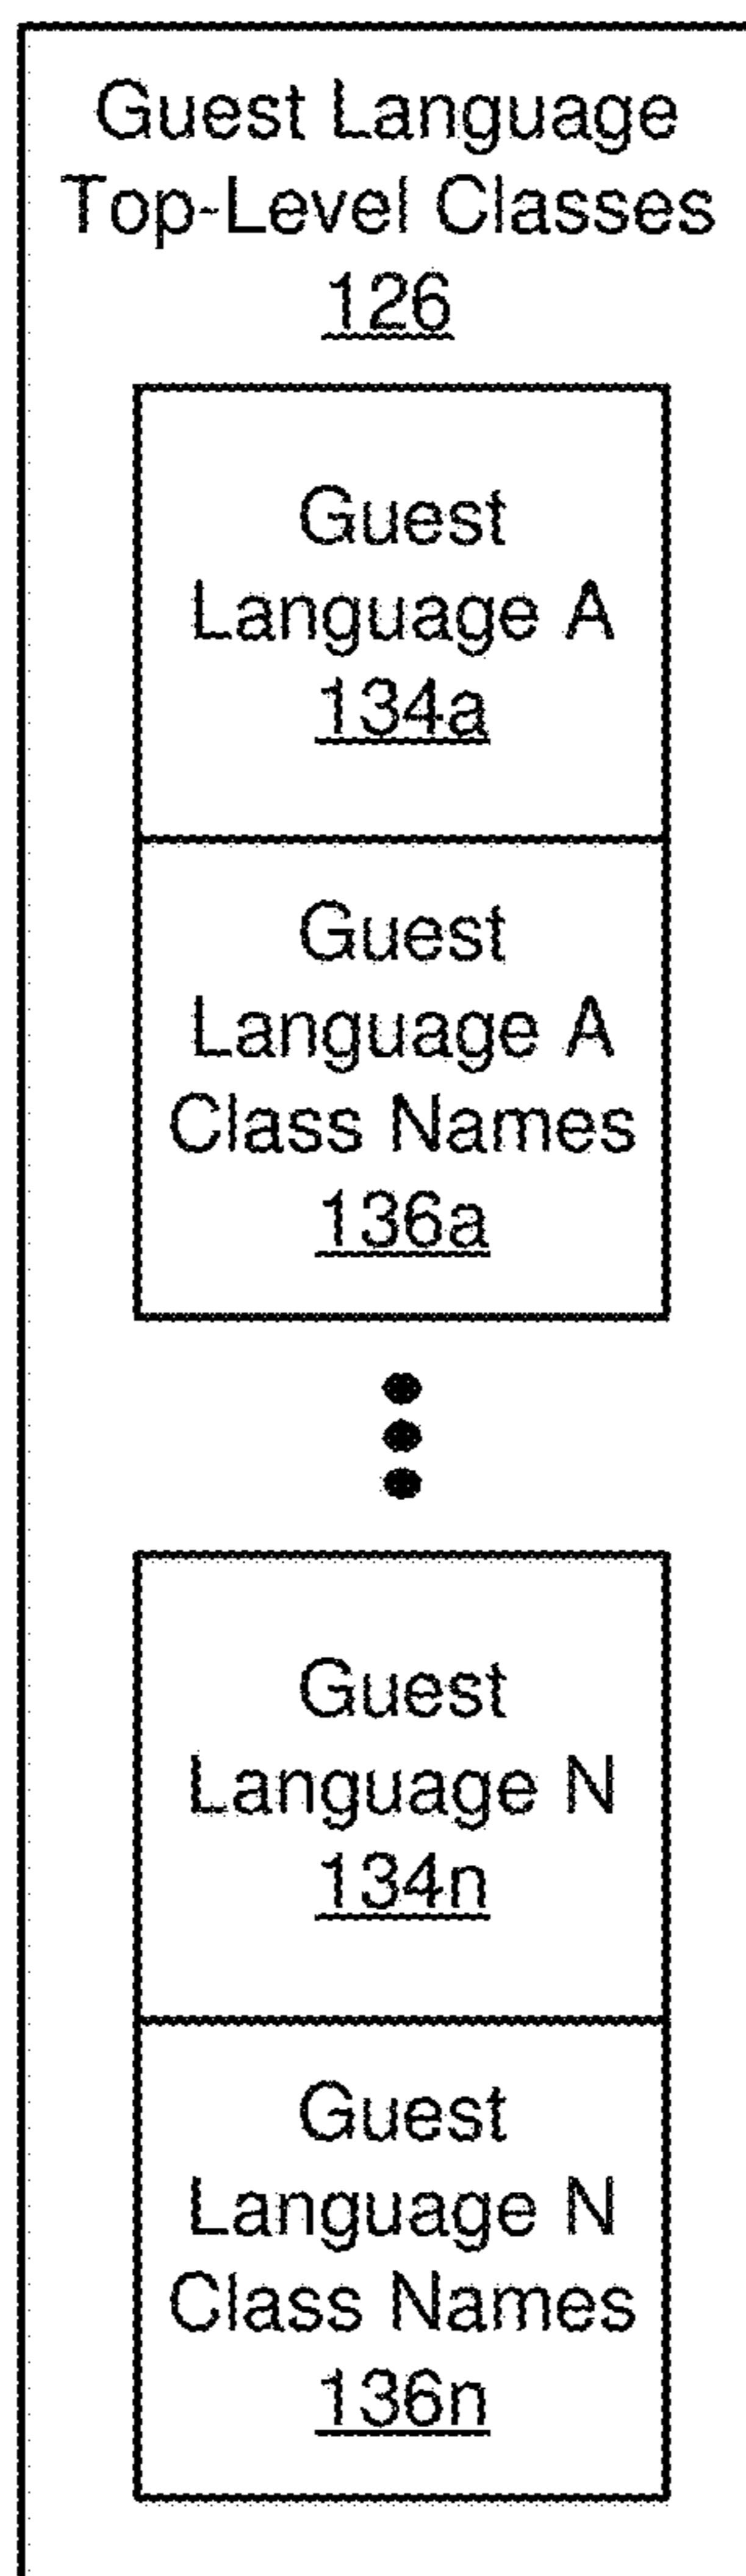 Guest Language
Top-Level Classes
126
Guest
Language A
134a
Guest
Language A
Class Names
136a
Guest
Language N
134n
Guest
Language N
Class Names
136n